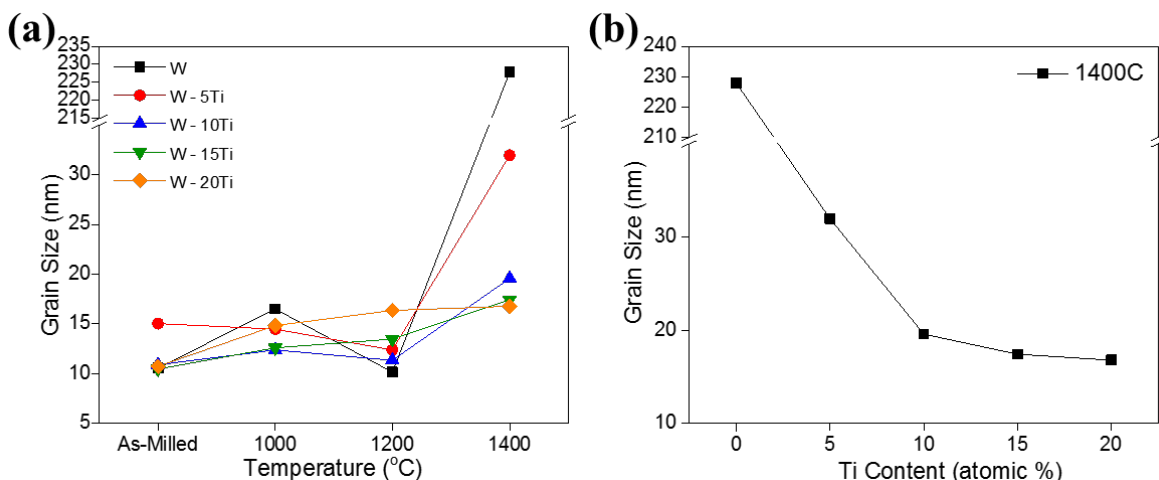 (a)
235
230
225
220
215
30
25
20
15
10
5
Grain Size (nm)
W
W - 5Ti
W - 10Ti
W - 15Ti
W - 20Ti
As-Milled 1000 1200 1400
Temperature (°C)
(b)
240
230
220
210
30
20
10
Grain Size (nm)
1400C
0 5 10 15 20
Ti Content (atomic %)